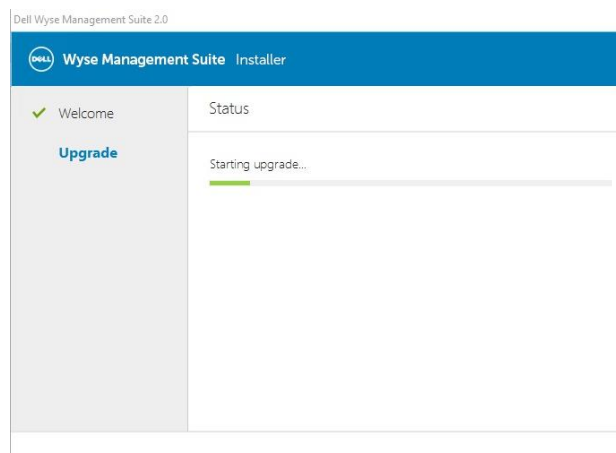 Dell Wyse Management Suite 2.0
DELL Wyse Management Suite Installer
Welcome
Status
Upgrade
Starting upgrade...